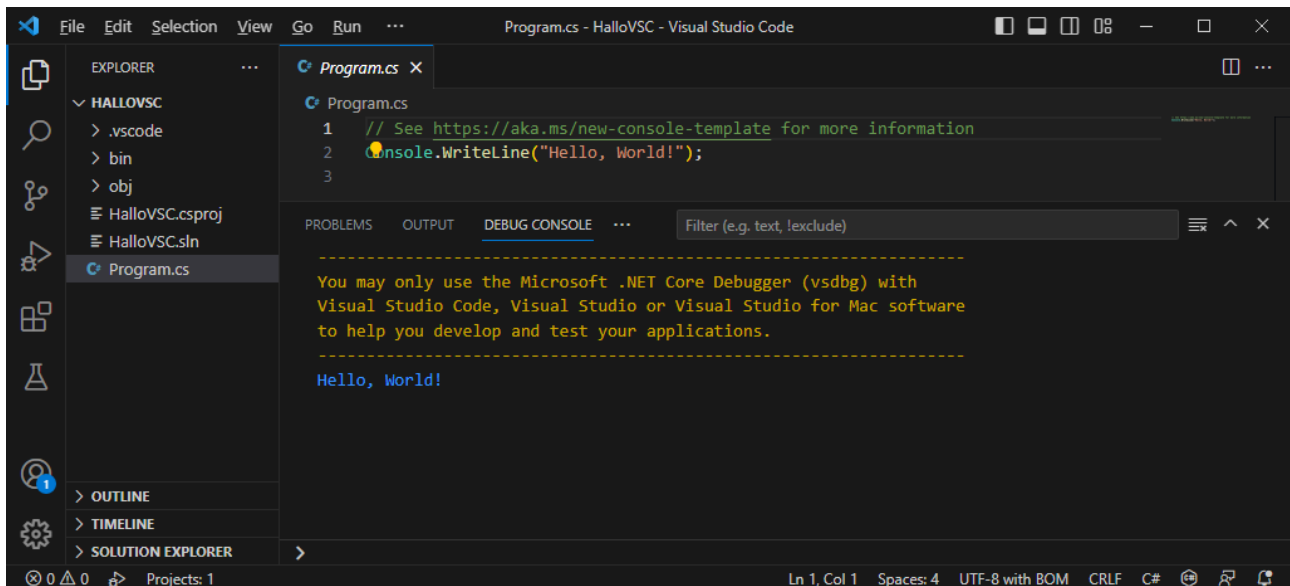 File Edit Selection View Go Run ··· Program.cs - HalloVSC - Visual Studio Code
EXPLORER ···
HALLOVSC
.vscode
bin
obj
HalloVSC.csproj
HalloVSC.sln
C# Program.cs
OUTLINE
TIMELINE
SOLUTION EXPLORER
C# Program.cs
C# Program.cs
1 // See https://aka.ms/new-console-template for more information
2 Console.WriteLine("Hello, World!");
3
PROBLEMS OUTPUT DEBUG CONSOLE ··· Filter (e.g. text, !exclude)
-------------------------------------------------------------------
You may only use the Microsoft .NET Core Debugger (vsdbg) with
Visual Studio Code, Visual Studio or Visual Studio for Mac software
to help you develop and test your applications.
-------------------------------------------------------------------
Hello, World!
1
0 0 Projects: 1 Ln 1, Col 1 Spaces: 4 UTF-8 with BOM CRLF C#